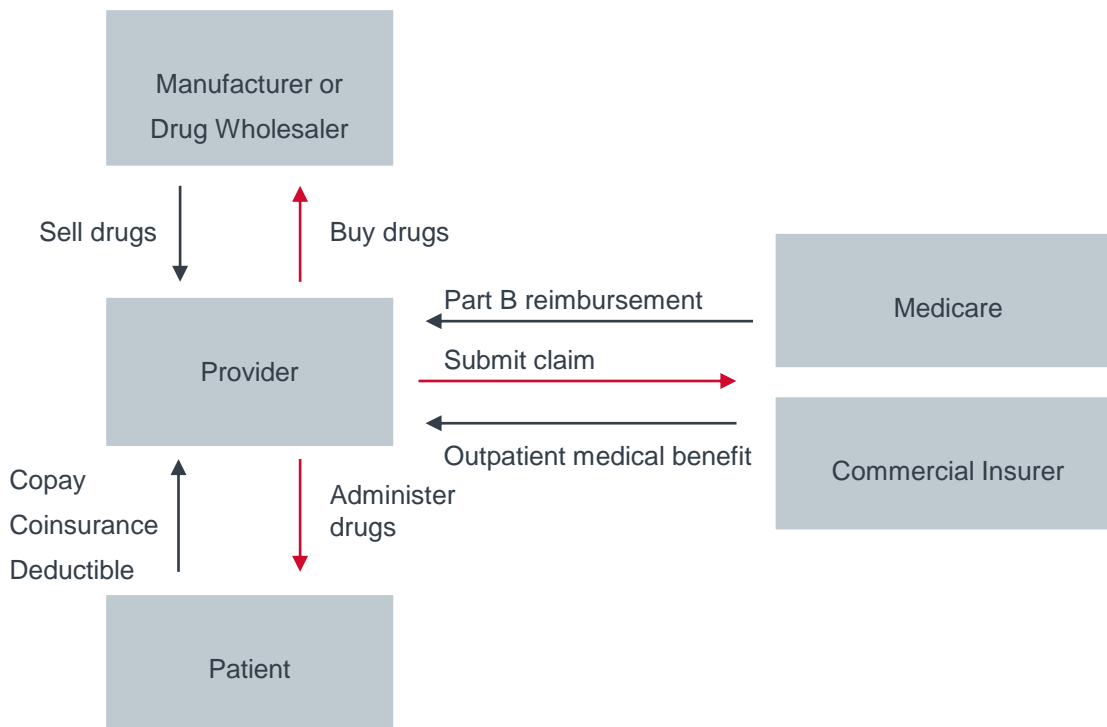 Manufacturer or
Drug Wholesaler
Sell drugs
Buy drugs
Part B reimbursement
Medicare
Submit claim
Provider
Outpatient medical benefit
Commercial Insurer
Copay
Coinsurance
Deductible
Administer
drugs
Patient